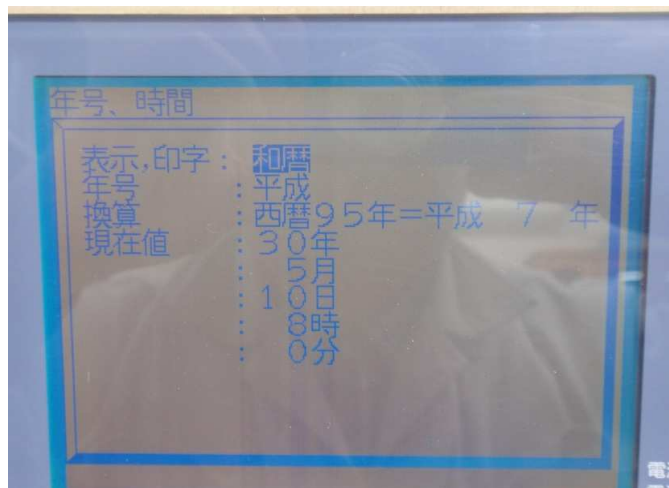 年号、時間
表示,印字： 和暦
年号 ：平成
換算 ：西暦９５年＝平成 ７ 年
現在値 ：３０年
： ５月
：１０日
： ８時
： ０分